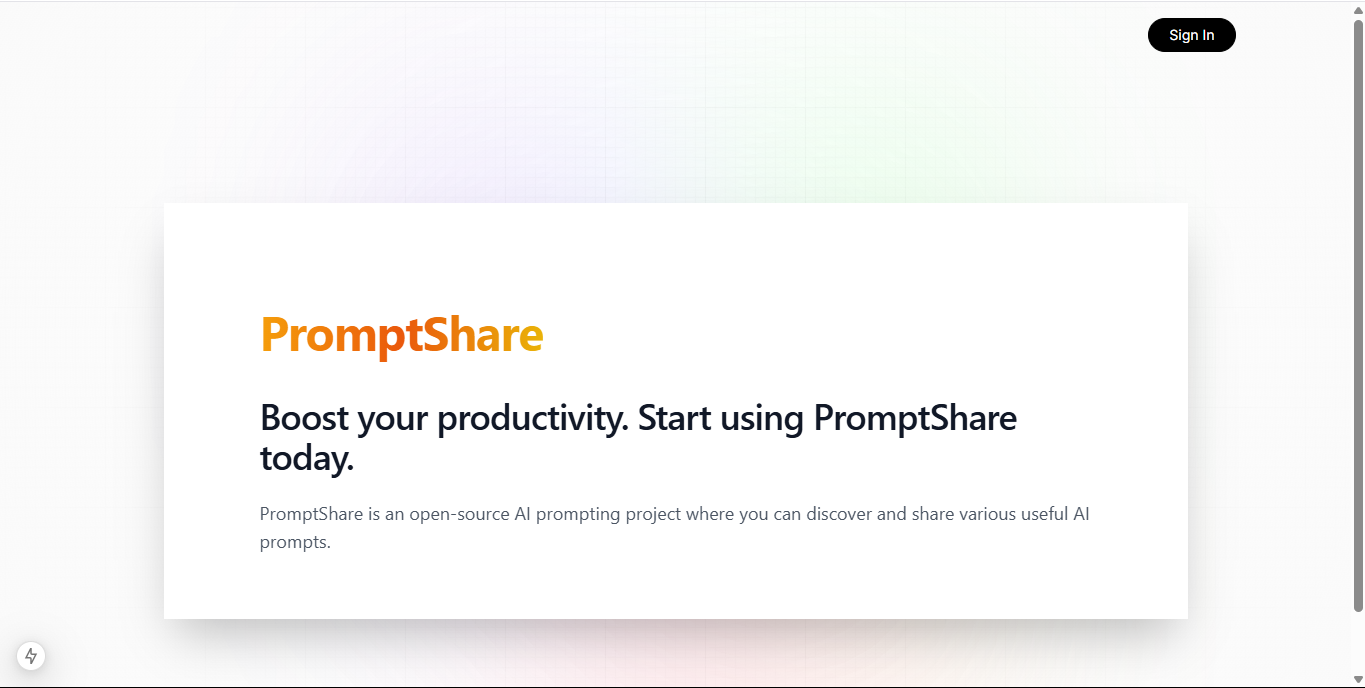 Sign In
PromptShare
Boost your productivity. Start using PromptShare
today.
PromptShare is an open-source AI prompting project where you can discover and share various useful AI
prompts.